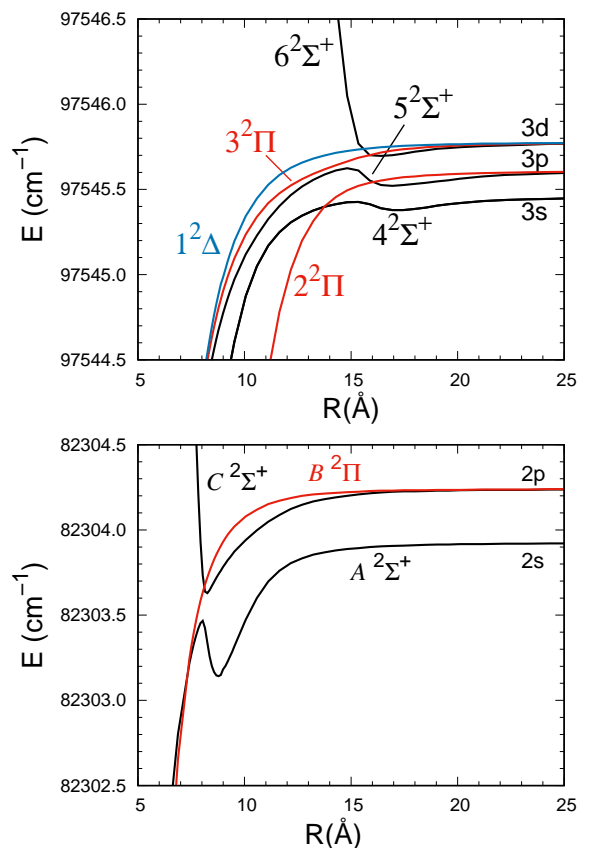 97546.5
97546.0
97545.5
97545.0
97544.5
E (cm⁻¹)
6²Σ⁺
5²Σ⁺
3²Π
1²Δ
4²Σ⁺
2²Π
3d
3p
3s
5 10 15 20 25
R(Å)
82304.5
82304.0
82303.5
82303.0
82302.5
E (cm⁻¹)
C ²Σ⁺
B ²Π
A ²Σ⁺
2p
2s
5 10 15 20 25
R(Å)